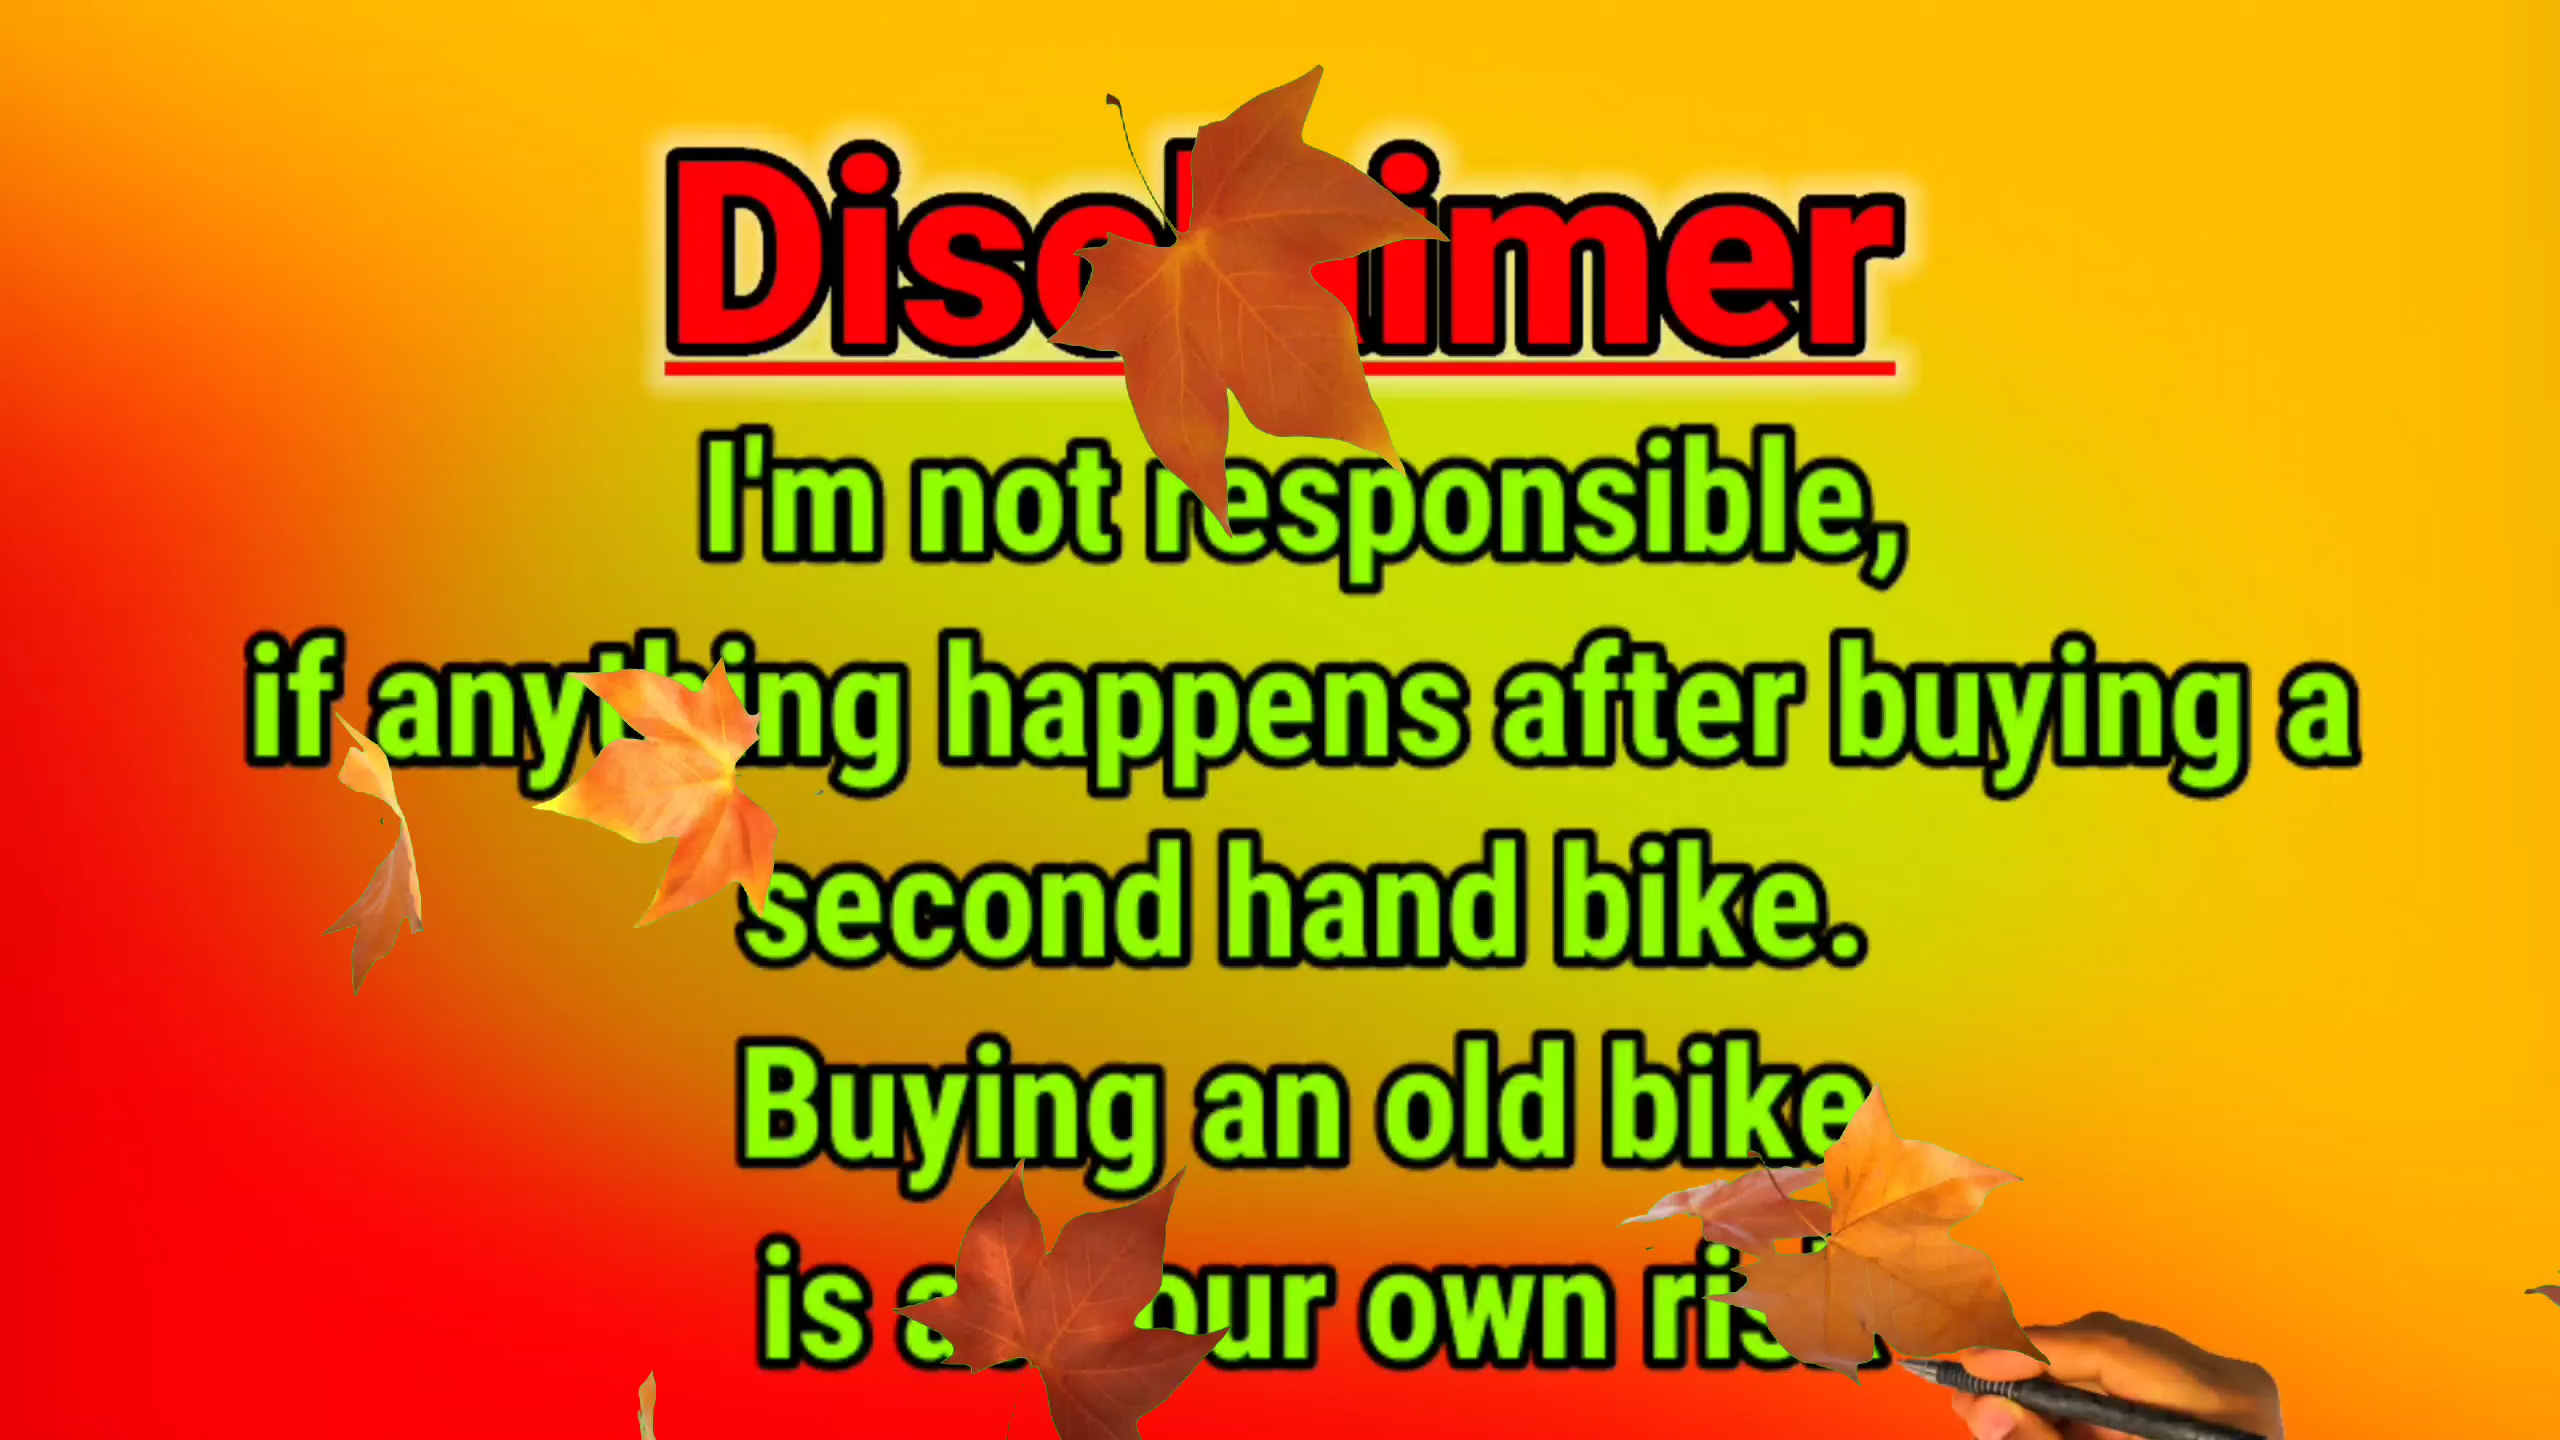 Disclaimer
I'm not responsible,
if anything happens after buying a
second hand bike.
Buying an old bike
is at your own risk